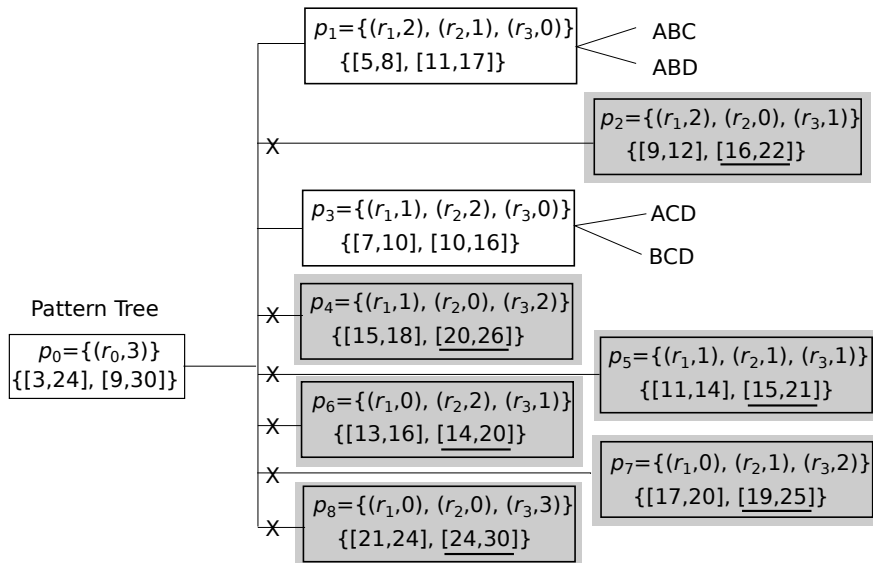 p₁={(r₁,2), (r₂,1), (r₃,0)}
{[5,8], [11,17]}
ABC
ABD
X
p₂={(r₁,2), (r₂,0), (r₃,1)}
{[9,12], [16,22]}
p₃={(r₁,1), (r₂,2), (r₃,0)}
{[7,10], [10,16]}
ACD
BCD
Pattern Tree
p₀={(r₀,3)}
{[3,24], [9,30]}
X
p₄={(r₁,1), (r₂,0), (r₃,2)}
{[15,18], [20,26]}
X
p₅={(r₁,1), (r₂,1), (r₃,1)}
{[11,14], [15,21]}
X
p₆={(r₁,0), (r₂,2), (r₃,1)}
{[13,16], [14,20]}
X
p₇={(r₁,0), (r₂,1), (r₃,2)}
{[17,20], [19,25]}
X
p₈={(r₁,0), (r₂,0), (r₃,3)}
{[21,24], [24,30]}